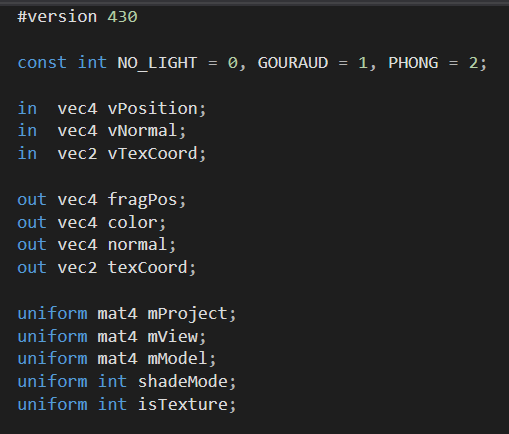 #version 430
const int NO_LIGHT = 0, GOURAUD = 1, PHONG = 2;
in  vec4 vPosition;
in  vec4 vNormal;
in  vec2 vTexCoord;
out vec4 fragPos;
out vec4 color;
out vec4 normal;
out vec2 texCoord;
uniform mat4 mProject;
uniform mat4 mView;
uniform mat4 mModel;
uniform int shadeMode;
uniform int isTexture;